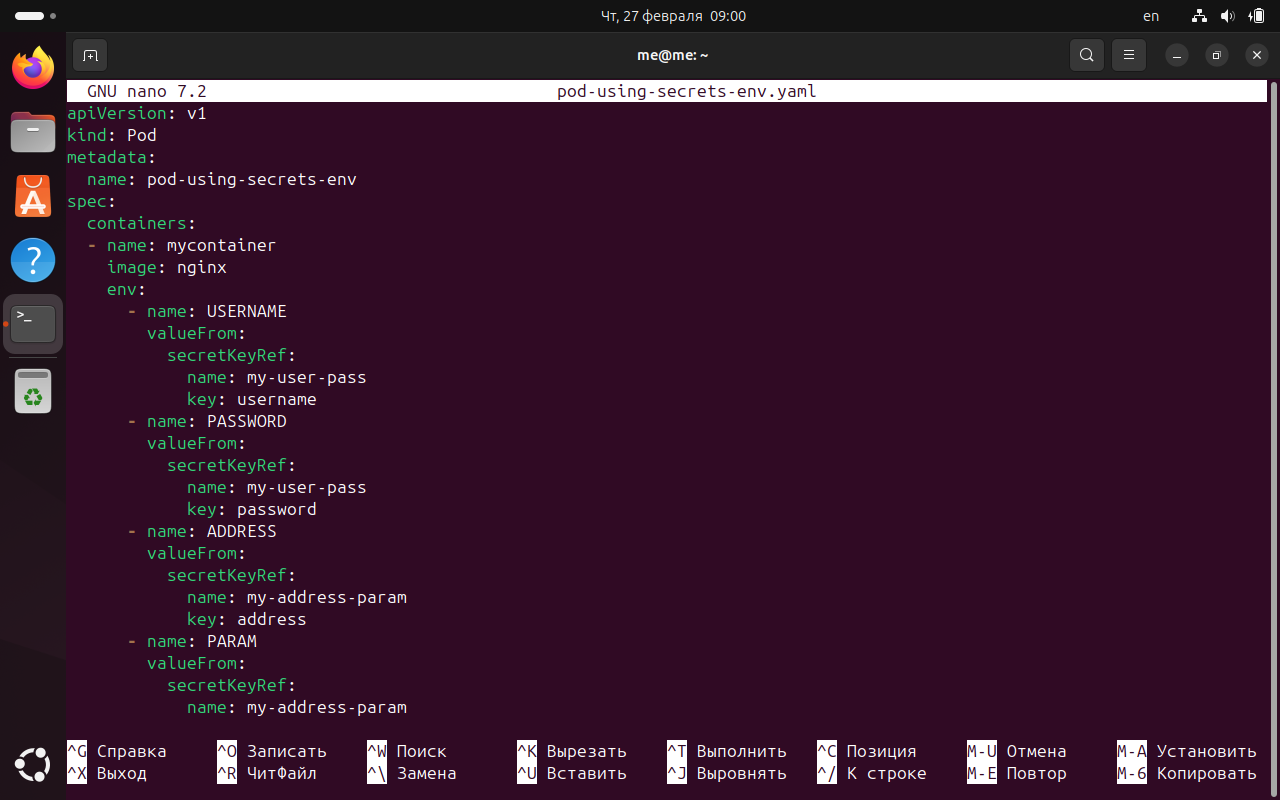 Чт, 27 февраля 09:00
en
me@me: ~
GNU nano 7.2 pod-using-secrets-env.yaml
apiVersion: v1
kind: Pod
metadata:
  name: pod-using-secrets-env
spec:
  containers:
  - name: mycontainer
    image: nginx
    env:
      - name: USERNAME
        valueFrom:
          secretKeyRef:
            name: my-user-pass
            key: username
      - name: PASSWORD
        valueFrom:
          secretKeyRef:
            name: my-user-pass
            key: password
      - name: ADDRESS
        valueFrom:
          secretKeyRef:
            name: my-address-param
            key: address
      - name: PARAM
        valueFrom:
          secretKeyRef:
            name: my-address-param
^G Справка ^O Записать ^W Поиск ^K Вырезать ^T Выполнить ^C Позиция M-U Отмена M-A Установить
^X Выход ^R ЧитФайл ^\ Замена ^U Вставить ^J Выровнять ^/ К строке M-E Повтор M-6 Копировать